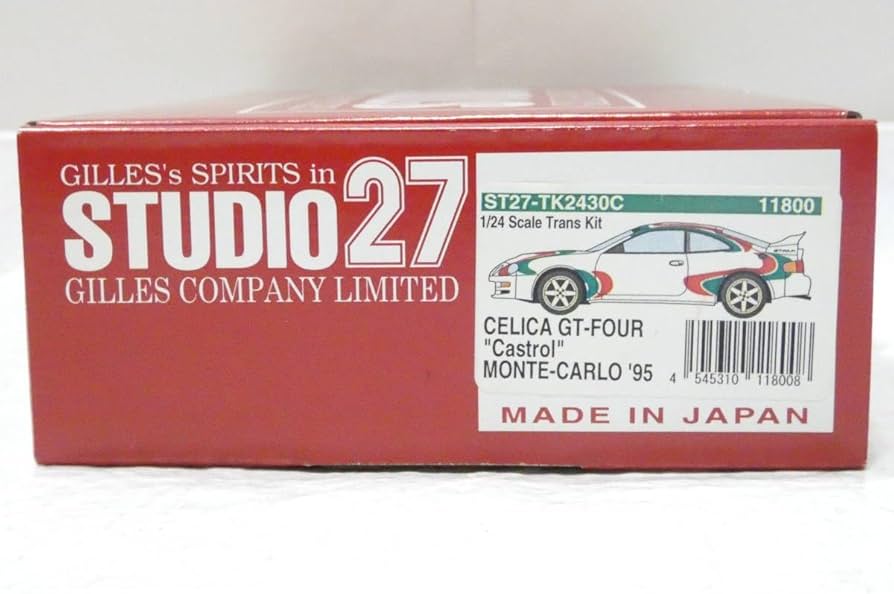 GILLES's SPIRITS in
STUDIO27
GILLES COMPANY LIMITED
ST27-TK2430C 11800
1/24 Scale Trans Kit
CELICA GT-FOUR
"Castrol"
MONTE-CARLO '95
4 545310 118008
MADE IN JAPAN